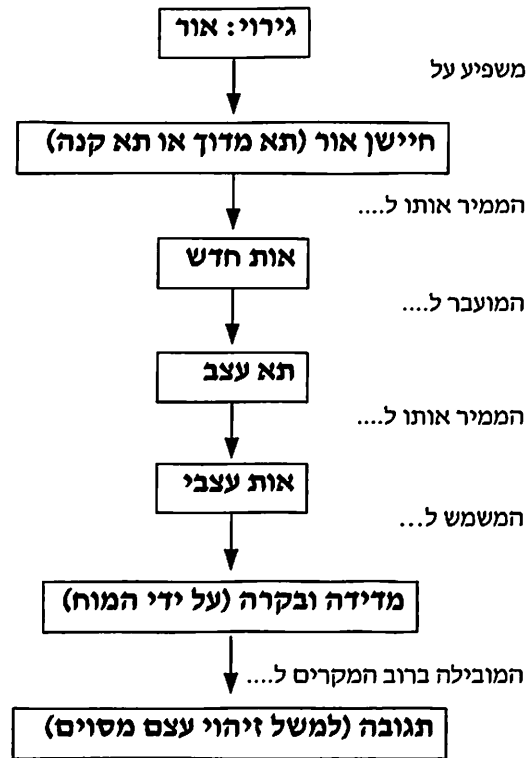 גירוי: אור
משפיע על
חיישן אור (תא מדוך או תא קנה)
הממיר אותו ל....
אות חדש
המועבר ל....
תא עצב
הממיר אותו ל....
אות עצבי
המשמש ל...
מדידה ובקרה (על ידי המוח)
המובילה ברוב המקרים ל....
תגובה (למשל זיהוי עצם מסוים)